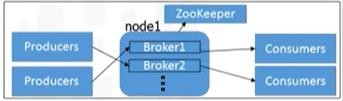 ZooKeeper
node1
Producers
Broker1
Consumers
Producers
Broker2
Consumers